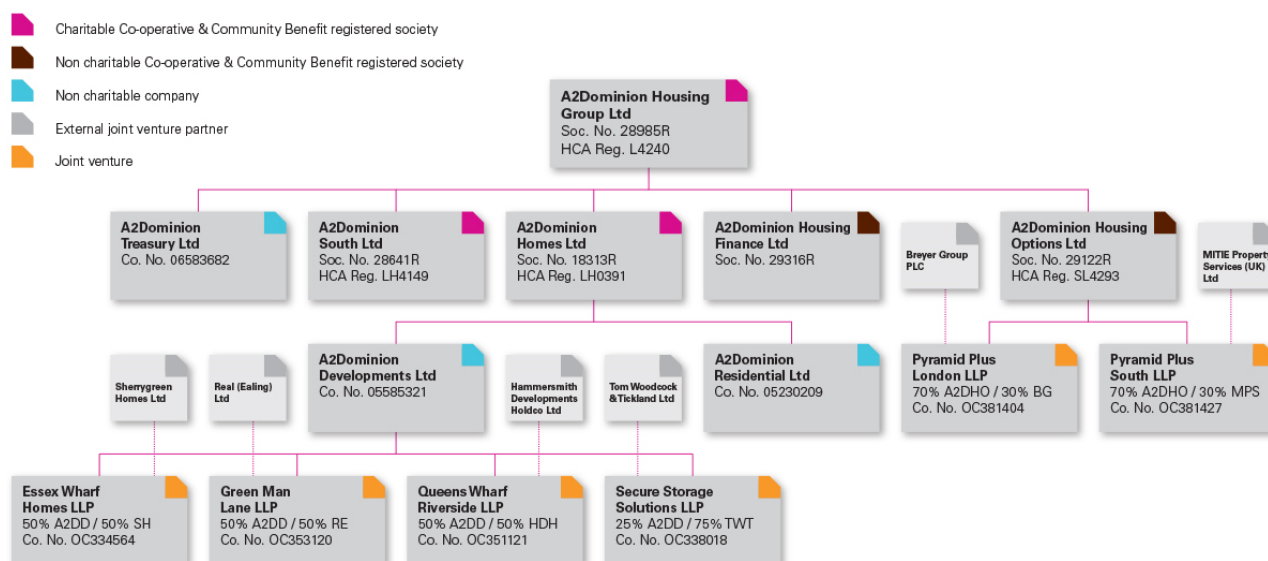 Charitable Co-operative & Community Benefit registered society
Non charitable Co-operative & Community Benefit registered society
Non charitable company
External joint venture partner
Joint venture
A2Dominion Housing
Group Ltd
Soc. No. 28985R
HCA Reg. L4240
A2Dominion
Treasury Ltd
Co. No. 06583682
A2Dominion
South Ltd
Soc. No. 28641R
HCA Reg. LH4149
A2Dominion
Homes Ltd
Soc. No. 18313R
HCA Reg. LH0391
A2Dominion Housing
Finance Ltd
Soc. No. 29316R
Breyer Group
PLC
A2Dominion Housing
Options Ltd
Soc. No. 29122R
HCA Reg. SL4293
MITIE Property
Services (UK)
Ltd
Sherrygreen
Homes Ltd
Real (Ealing)
Ltd
A2Dominion
Developments Ltd
Co. No. 05585321
Hammersmith
Developments
Holdco Ltd
Tom Woodcock
& Tickland Ltd
A2Dominion
Residential Ltd
Co. No. 05230209
Pyramid Plus
London LLP
70% A2DHO / 30% BG
Co. No. OC381404
Pyramid Plus
South LLP
70% A2DHO / 30% MPS
Co. No. OC381427
Essex Wharf
Homes LLP
50% A2DD / 50% SH
Co. No. OC334564
Green Man
Lane LLP
50% A2DD / 50% RE
Co. No. OC353120
Queens Wharf
Riverside LLP
50% A2DD / 50% HDH
Co. No. OC351121
Secure Storage
Solutions LLP
25% A2DD / 75% TWT
Co. No. OC338018